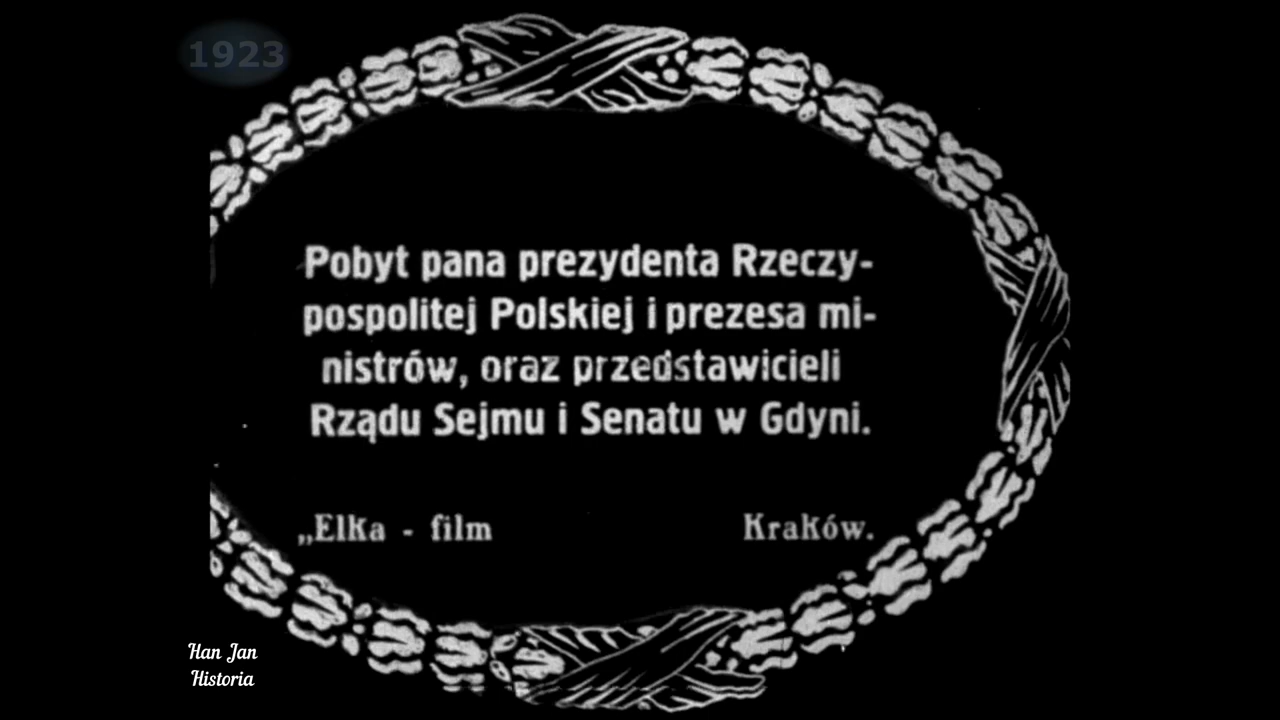 1923
Pobyt pana prezydenta Rzeczy-
pospolitej Polskiej i prezesa mi-
nistrów, oraz przedstawicieli
Rządu Sejmu i Senatu w Gdyni.
„Elka - film Kraków.
Han Jan
Historia